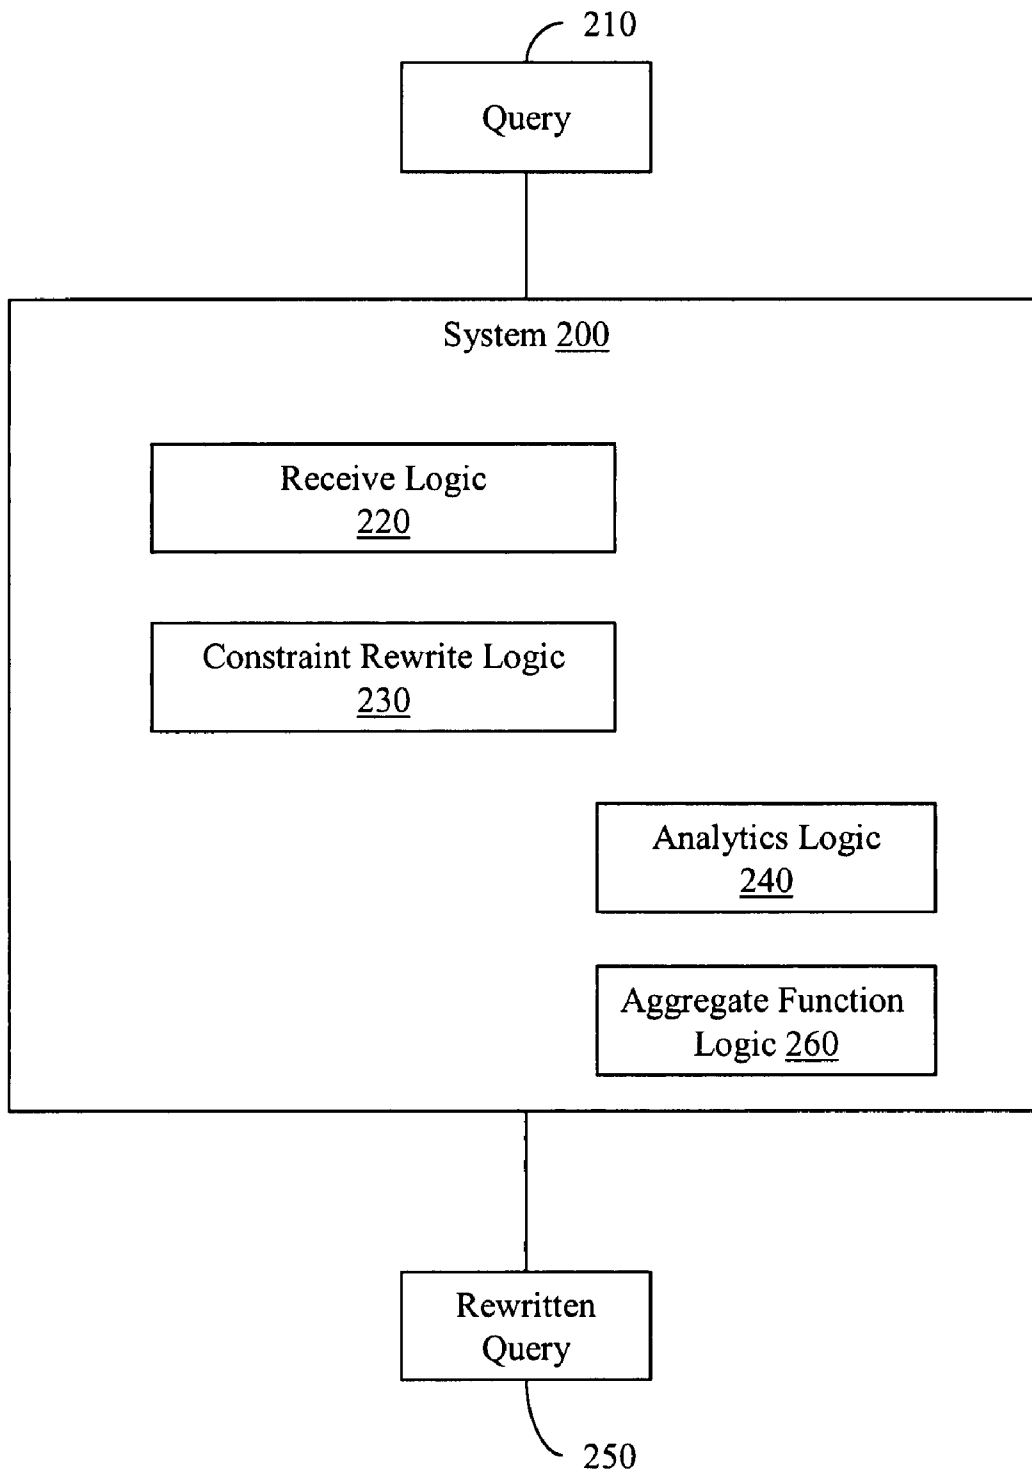 210
Query
System 200
Receive Logic
220
Constraint Rewrite Logic
230
Analytics Logic
240
Aggregate Function
Logic 260
Rewritten
Query
250